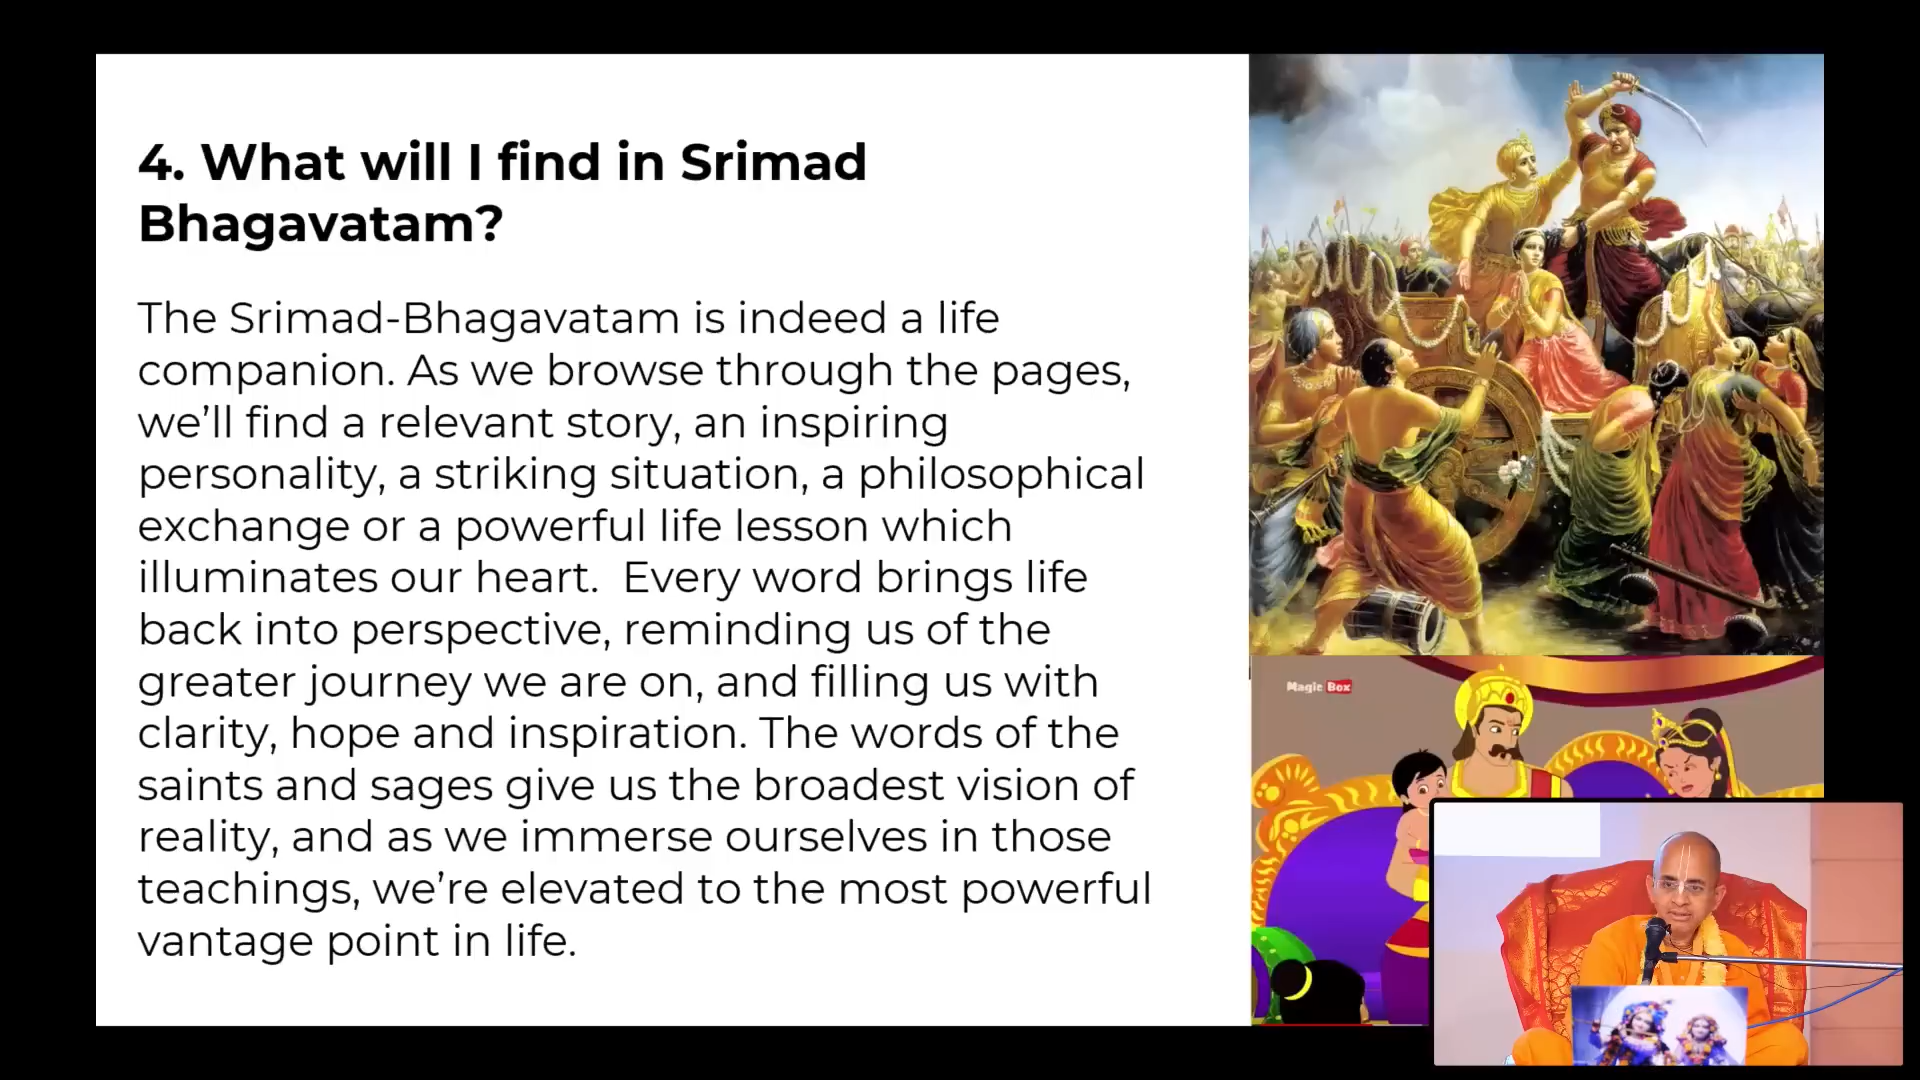 4. What will I find in Srimad
Bhagavatam?
The Srimad-Bhagavatam is indeed a life
companion. As we browse through the pages,
we’ll find a relevant story, an inspiring
personality, a striking situation, a philosophical
exchange or a powerful life lesson which
illuminates our heart.  Every word brings life
back into perspective, reminding us of the
greater journey we are on, and filling us with
clarity, hope and inspiration. The words of the
saints and sages give us the broadest vision of
reality, and as we immerse ourselves in those
teachings, we’re elevated to the most powerful
vantage point in life.
Magic Box